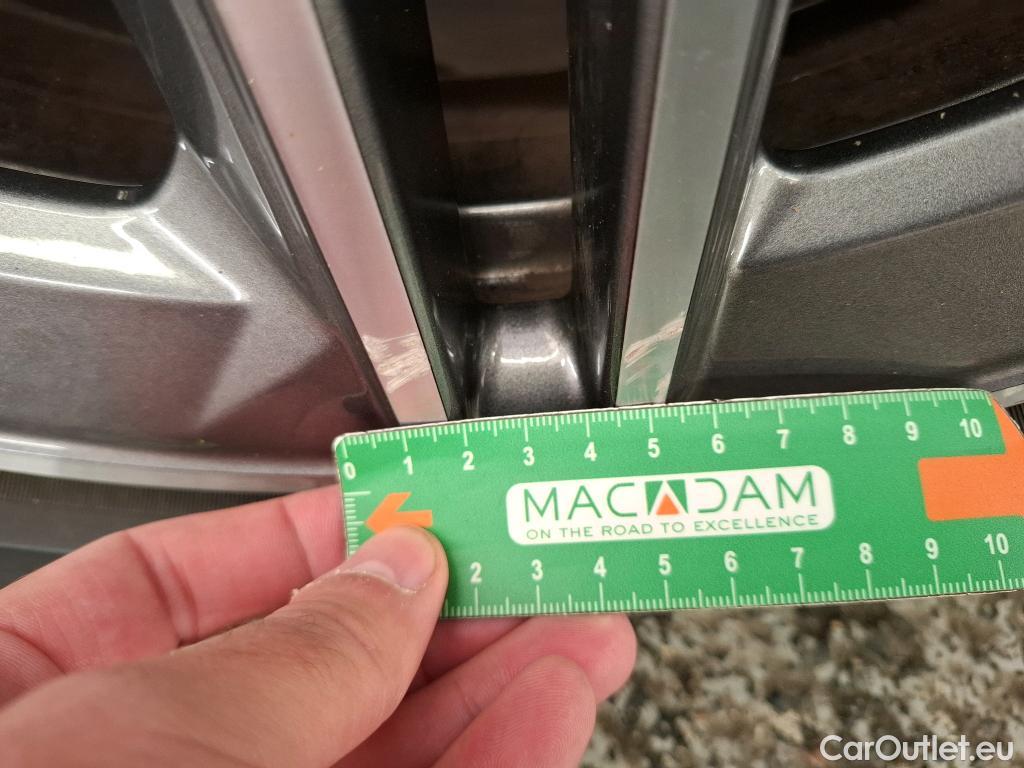 0 1 2 3 4 5 6 7 8 9 10
MACADAM
ON THE ROAD TO EXCELLENCE
2 3 4 5 6 7 8 9 10
CarOutlet.eu